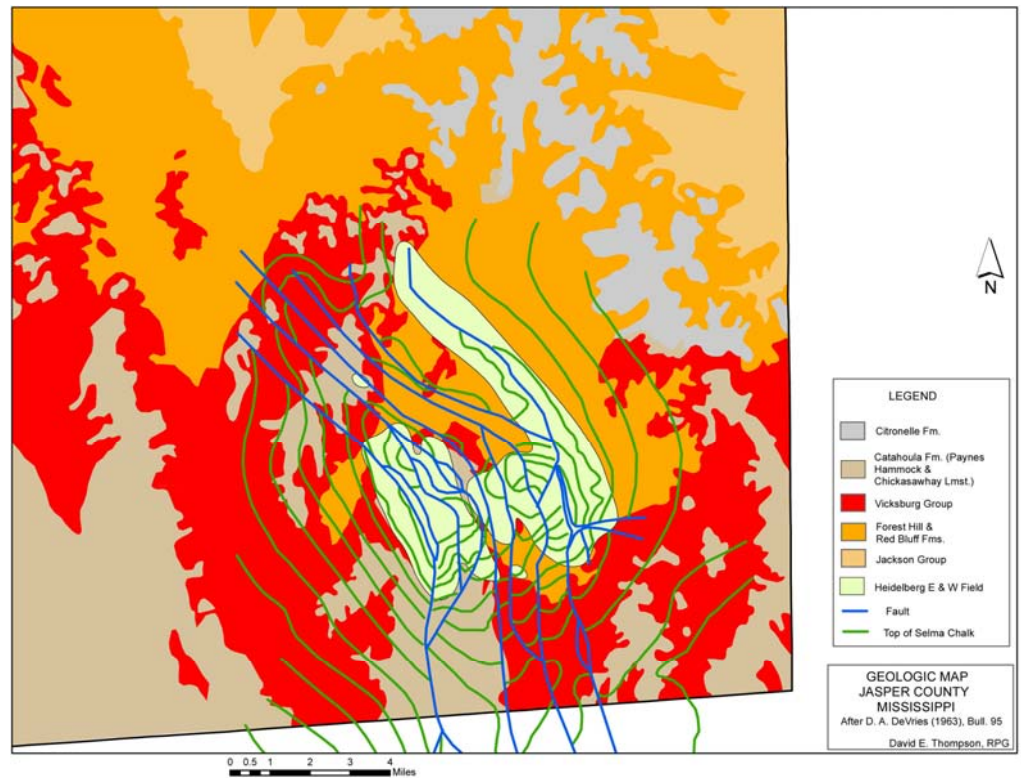 N
LEGEND
Citronelle Fm.
Catahoula Fm. (Paynes
Hammock &
Chickasawhay Lmst.)
Vicksburg Group
Forest Hill &
Red Bluff Fms.
Jackson Group
Heidelberg E & W Field
Fault
Top of Selma Chalk
GEOLOGIC MAP
JASPER COUNTY
MISSISSIPPI
After D. A. DeVries (1963), Bull. 95
David E. Thompson, RPG
0 0.5 1 2 3 4
Miles